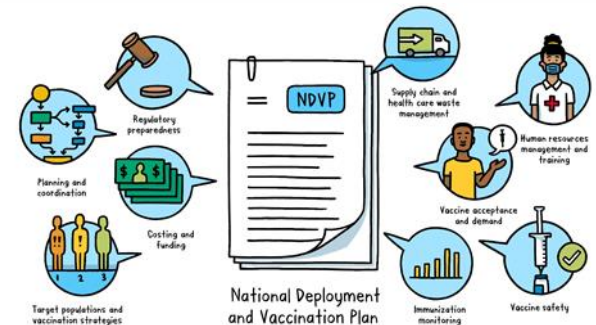 NDVP
Regulatory
preparedness
Supply chain and
health care waste
management
Human resources
management and
training
Planning and
coordination
$ $
Costing and
funding
Vaccine acceptance
and demand
!! !
1 2 3
Target populations and
vaccination strategies
National Deployment
and Vaccination Plan
Immunization
monitoring
Vaccine safety